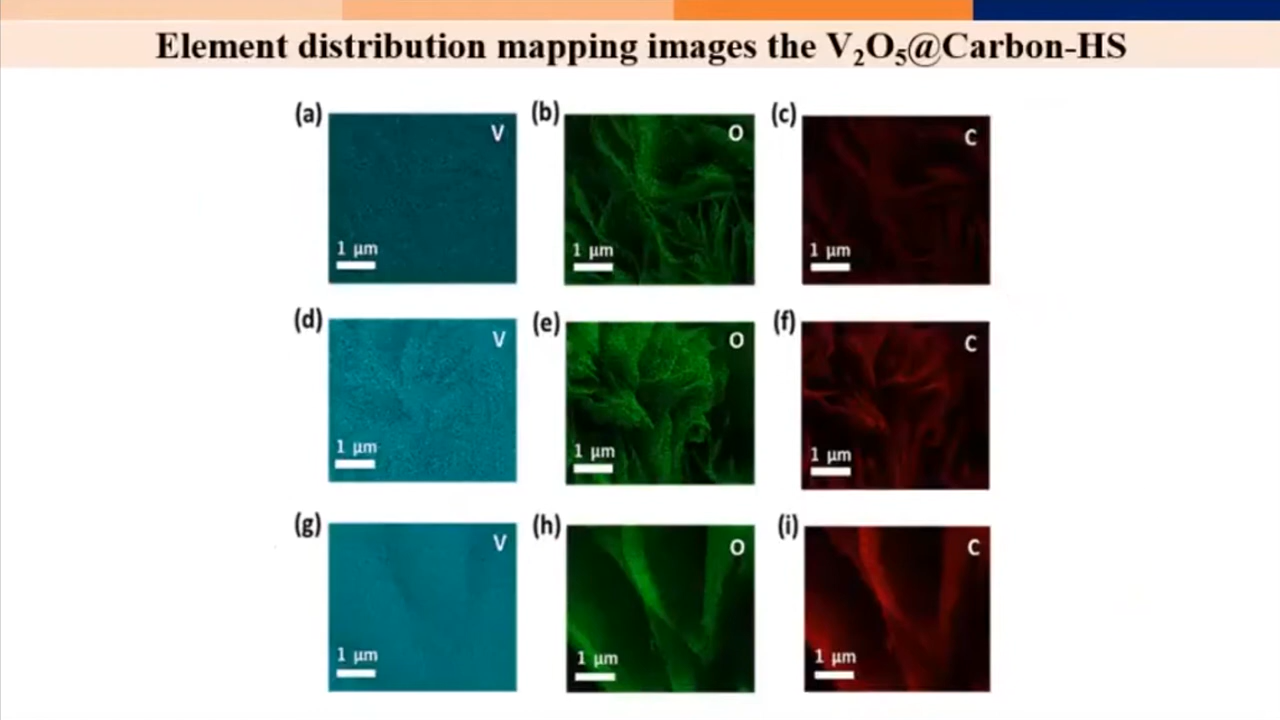 Element distribution mapping images the V₂O₅@Carbon-HS
(a) V 1 μm
(b) O 1 μm
(c) C 1 μm
(d) V 1 μm
(e) O 1 μm
(f) C 1 μm
(g) V 1 μm
(h) O 1 μm
(i) C 1 μm